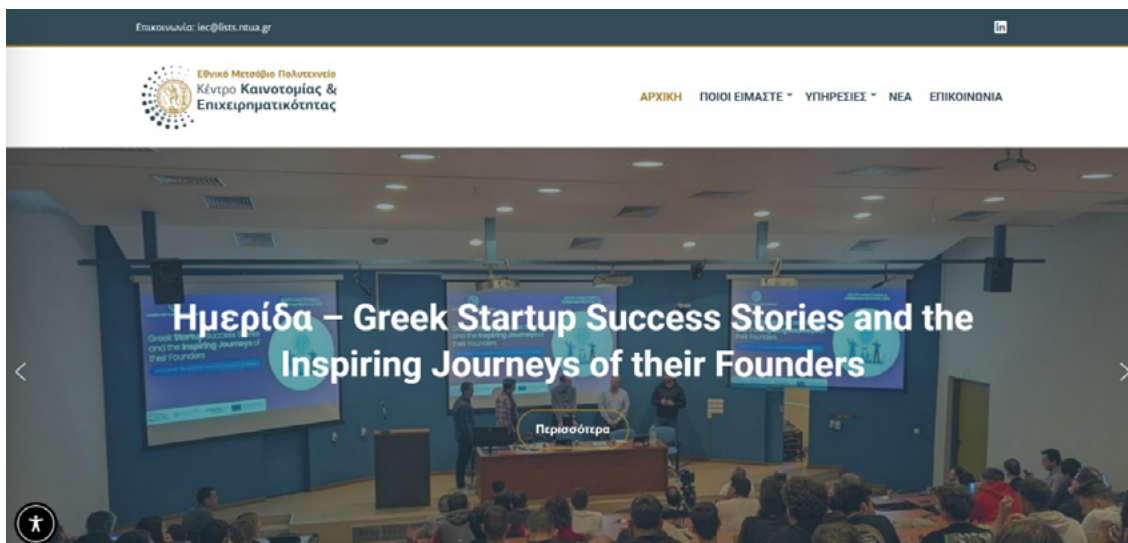 Επικοινωνία: iec@lists.ntua.gr
in
Εθνικό Μετσόβιο Πολυτεχνείο
Κέντρο Καινοτομίας &
Επιχειρηματικότητας
ΑΡΧΙΚΗ ΠΟΙΟΙ ΕΙΜΑΣΤΕ ΥΠΗΡΕΣΙΕΣ ΝΕΑ ΕΠΙΚΟΙΝΩΝΙΑ
Ημερίδα – Greek Startup Success Stories and the
Inspiring Journeys of their Founders
Περισσότερα